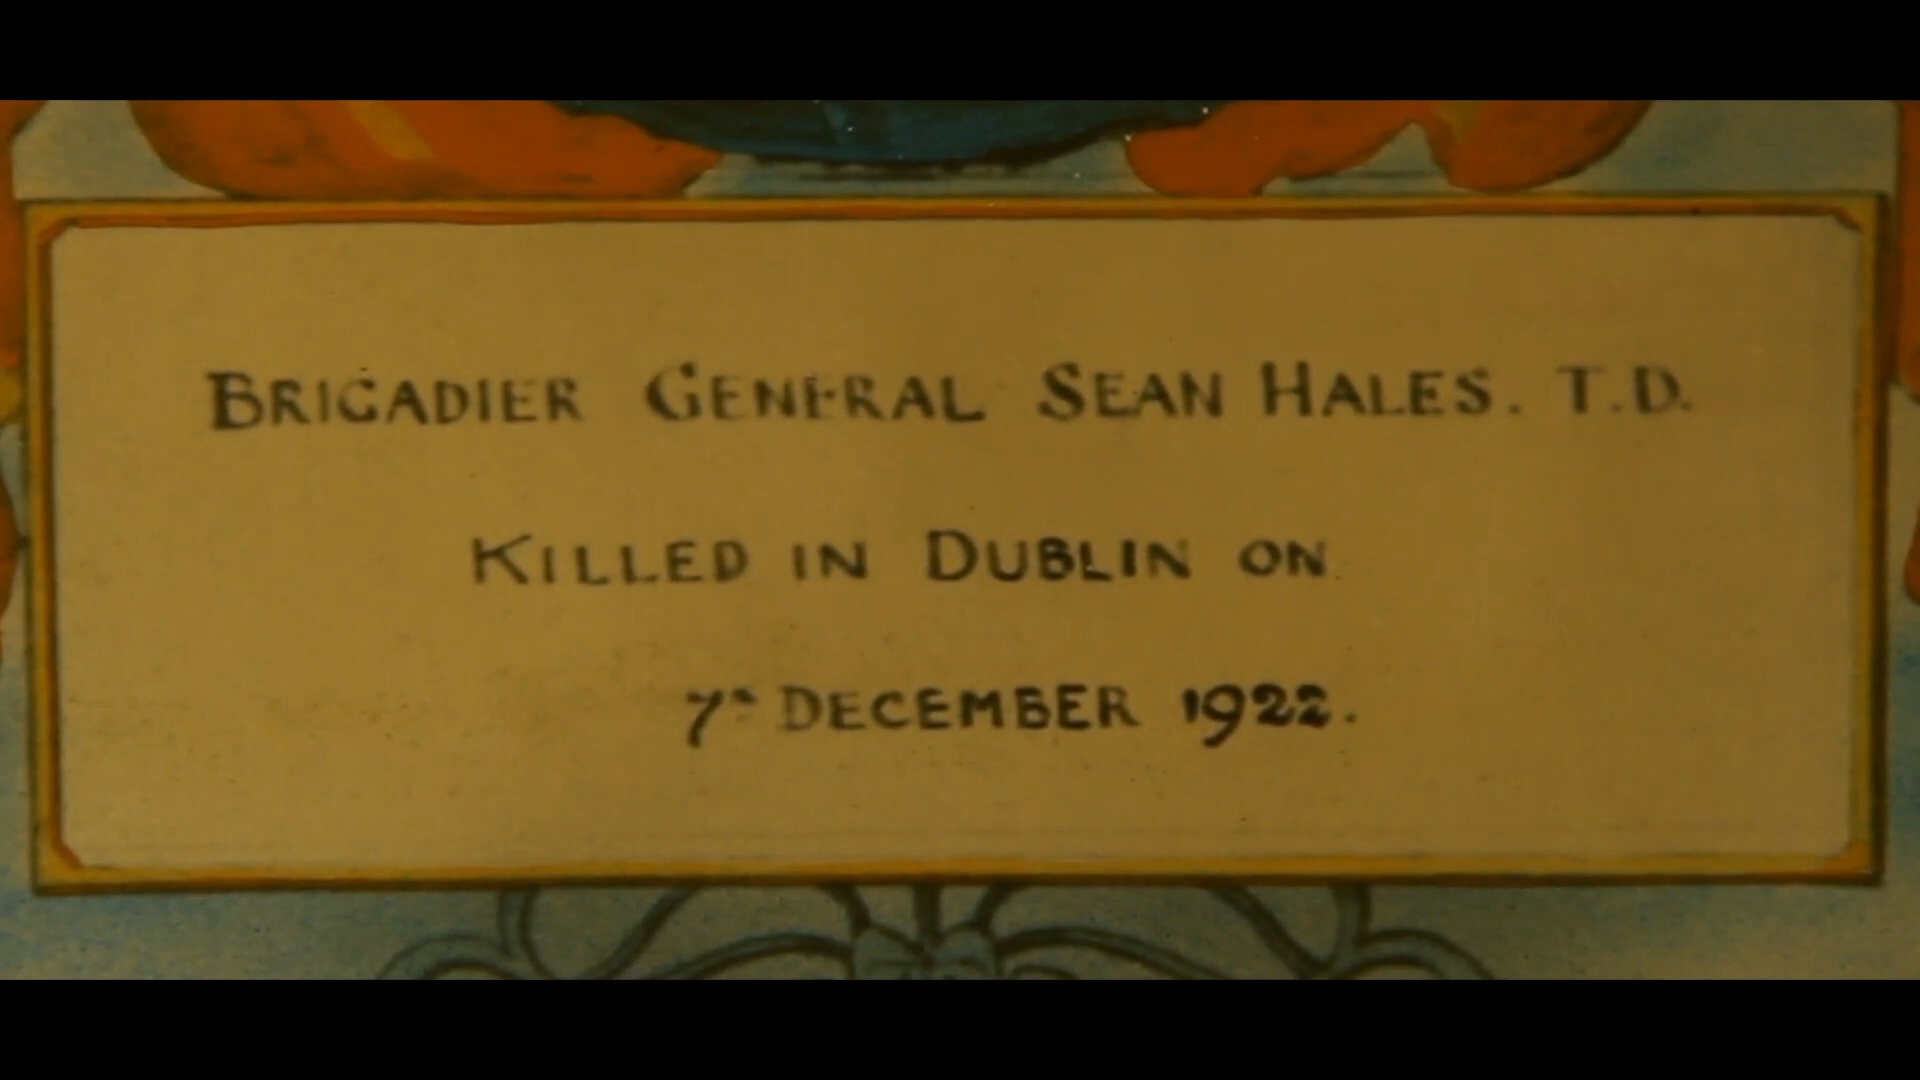 BRIGADIER GENERAL SEAN HALES. T.D.
KILLED IN DUBLIN ON
7th DECEMBER 1922.